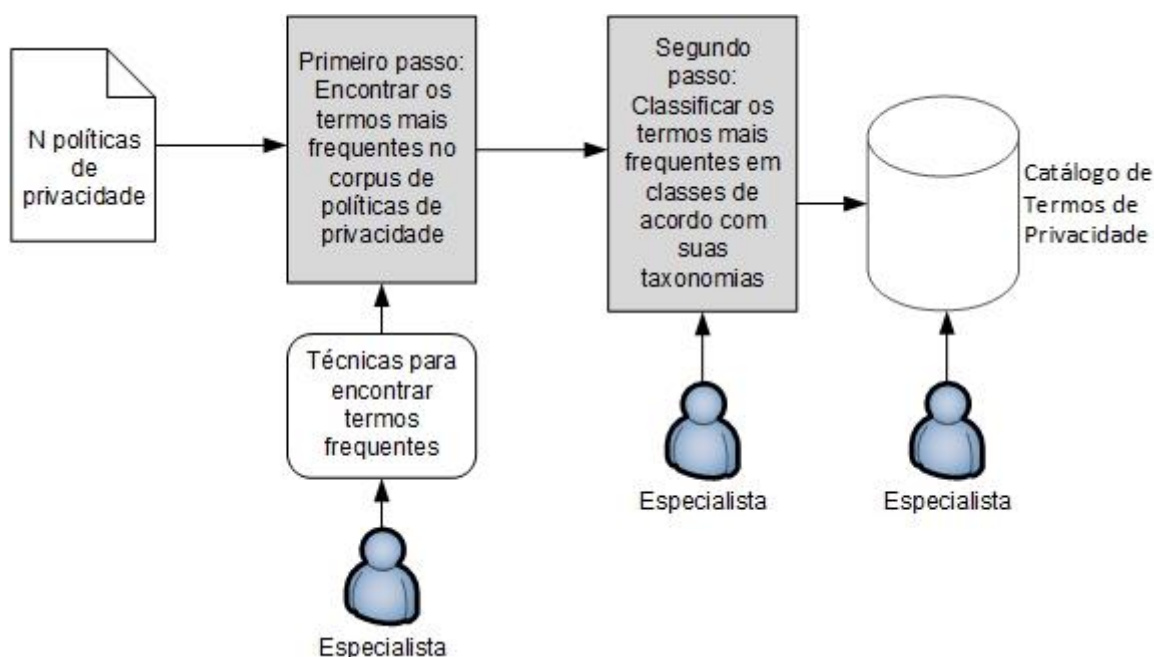 N políticas
de
privacidade
Primeiro passo:
Encontrar os
termos mais
frequentes no
corpus de
políticas de
privacidade
Segundo
passo:
Classificar os
termos mais
frequentes em
classes de
acordo com
suas
taxonomias
Catálogo de
Termos de
Privacidade
Técnicas para
encontrar
termos
frequentes
Especialista
Especialista
Especialista